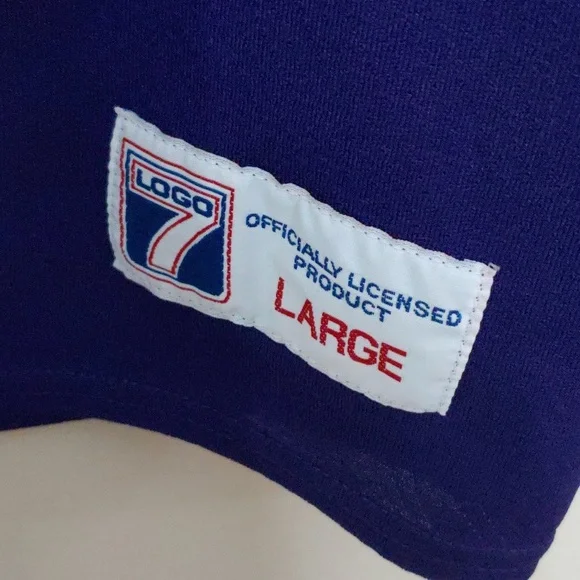 LOGO
7
OFFICIALLY LICENSED
PRODUCT
LARGE